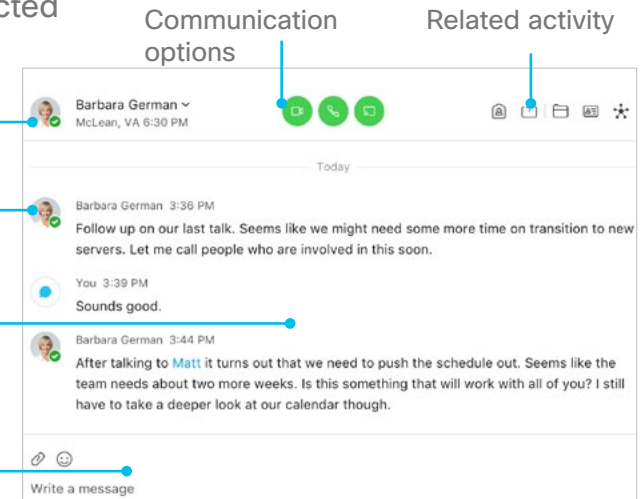 cted
Communication
options
Related activity
Barbara German
McLean, VA 6:30 PM
Today
Barbara German 3:36 PM
Follow up on our last talk. Seems like we might need some more time on transition to new
servers. Let me call people who are involved in this soon.
You 3:39 PM
Sounds good.
Barbara German 3:44 PM
After talking to Matt it turns out that we need to push the schedule out. Seems like the
team needs about two more weeks. Is this something that will work with all of you? I still
have to take a deeper look at our calendar though.
Write a message